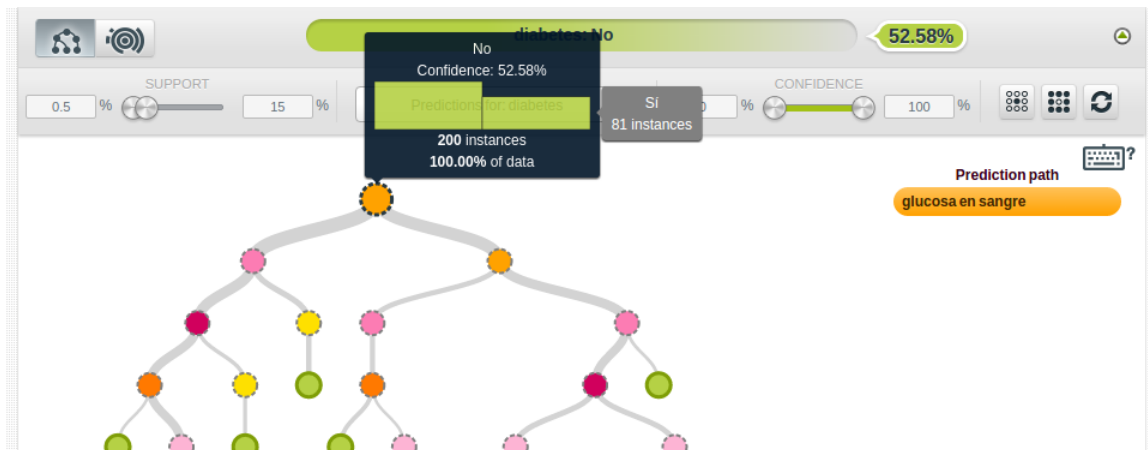 diabetes: No
52.58%
No
Confidence: 52.58%
SUPPORT
CONFIDENCE
0.5 %
15 %
Predictions for: diabetes
%
100 %
Sí
81 instances
200 instances
100.00% of data
?
Prediction path
glucosa en sangre